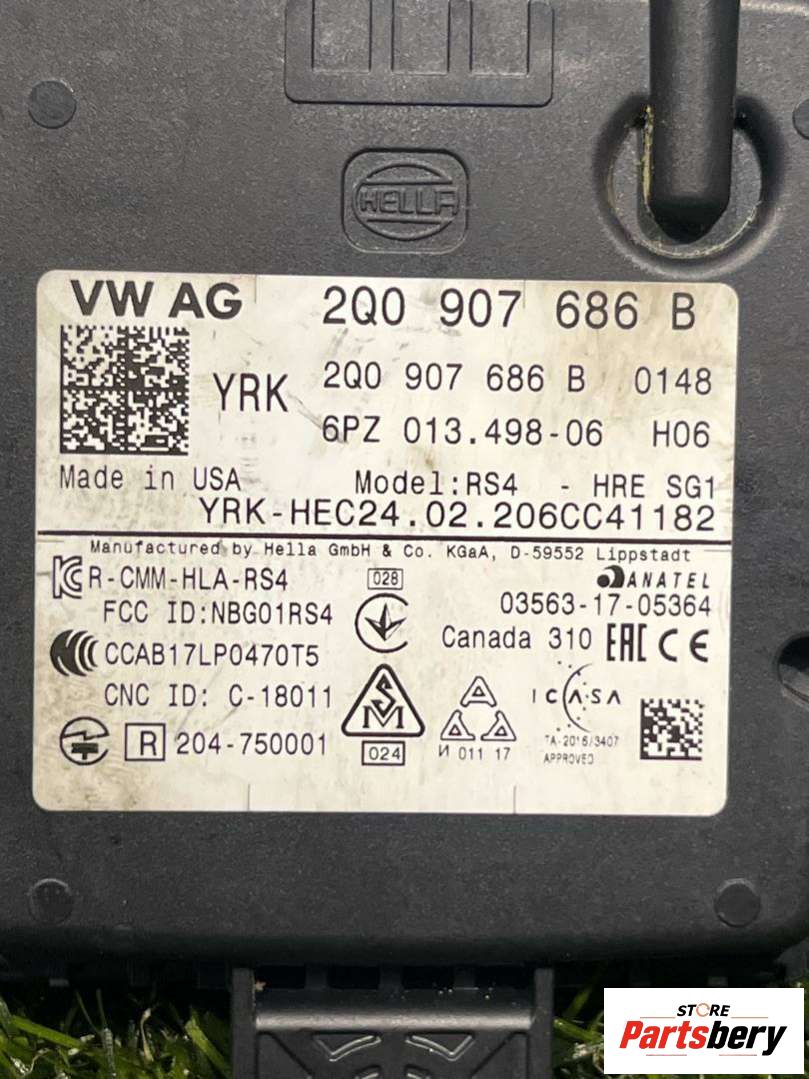 HELLA
VW AG 2Q0 907 686 B
YRK 2Q0 907 686 B 0148
6PZ 013.498-06 H06
Made in USA Model:RS4 - HRE SG1
YRK-HEC24.02.206CC41182
Manufactured by Hella GmbH & Co. KGaA, D-59552 Lippstadt
R-CMM-HLA-RS4 028 ANATEL
FCC ID:NBG01RS4 03563-17-05364
CCAB17LP0470T5 Canada 310 EAC CE
CNC ID: C-18011 SM ICASA
R 204-750001 024 И 011 17 TA-2016/3407
APPROVED
STORE
Partsbery